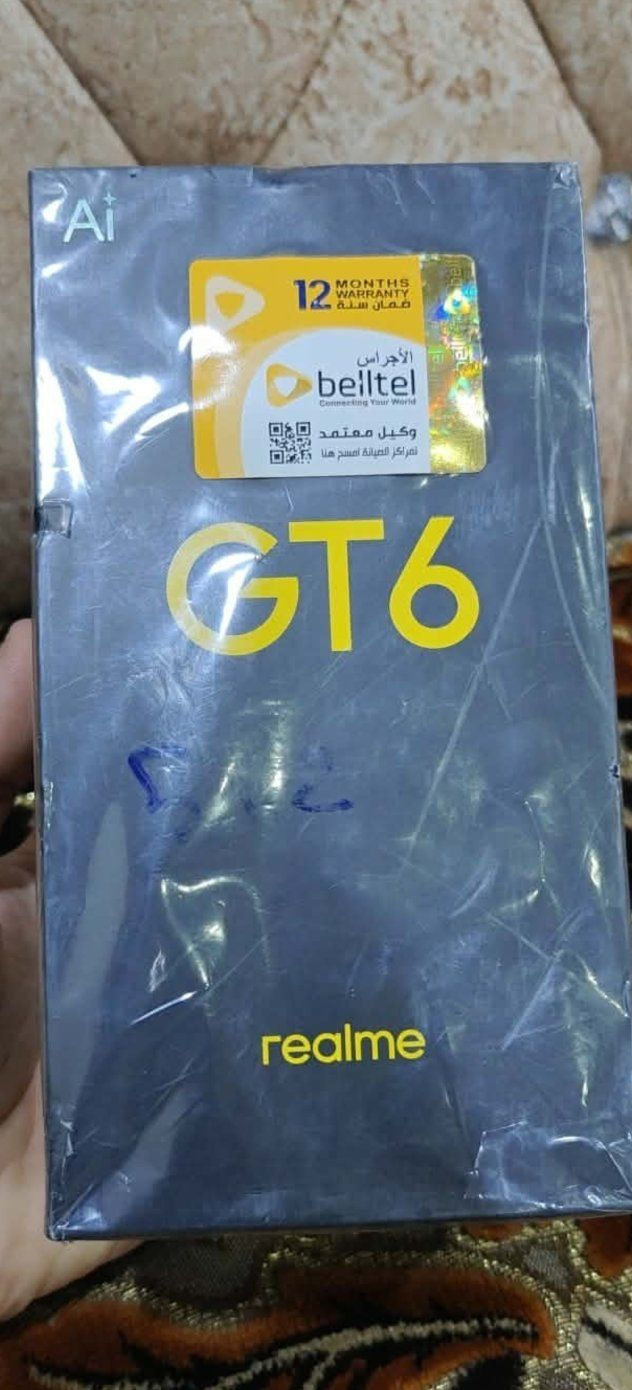 Ai
12 MONTHS
WARRANTY
ضمان سنة
الأجراس
belltel
Connecting Your World
وكيل معتمد
لمراكز الصيانة امسح هنا
GT6
512
realme